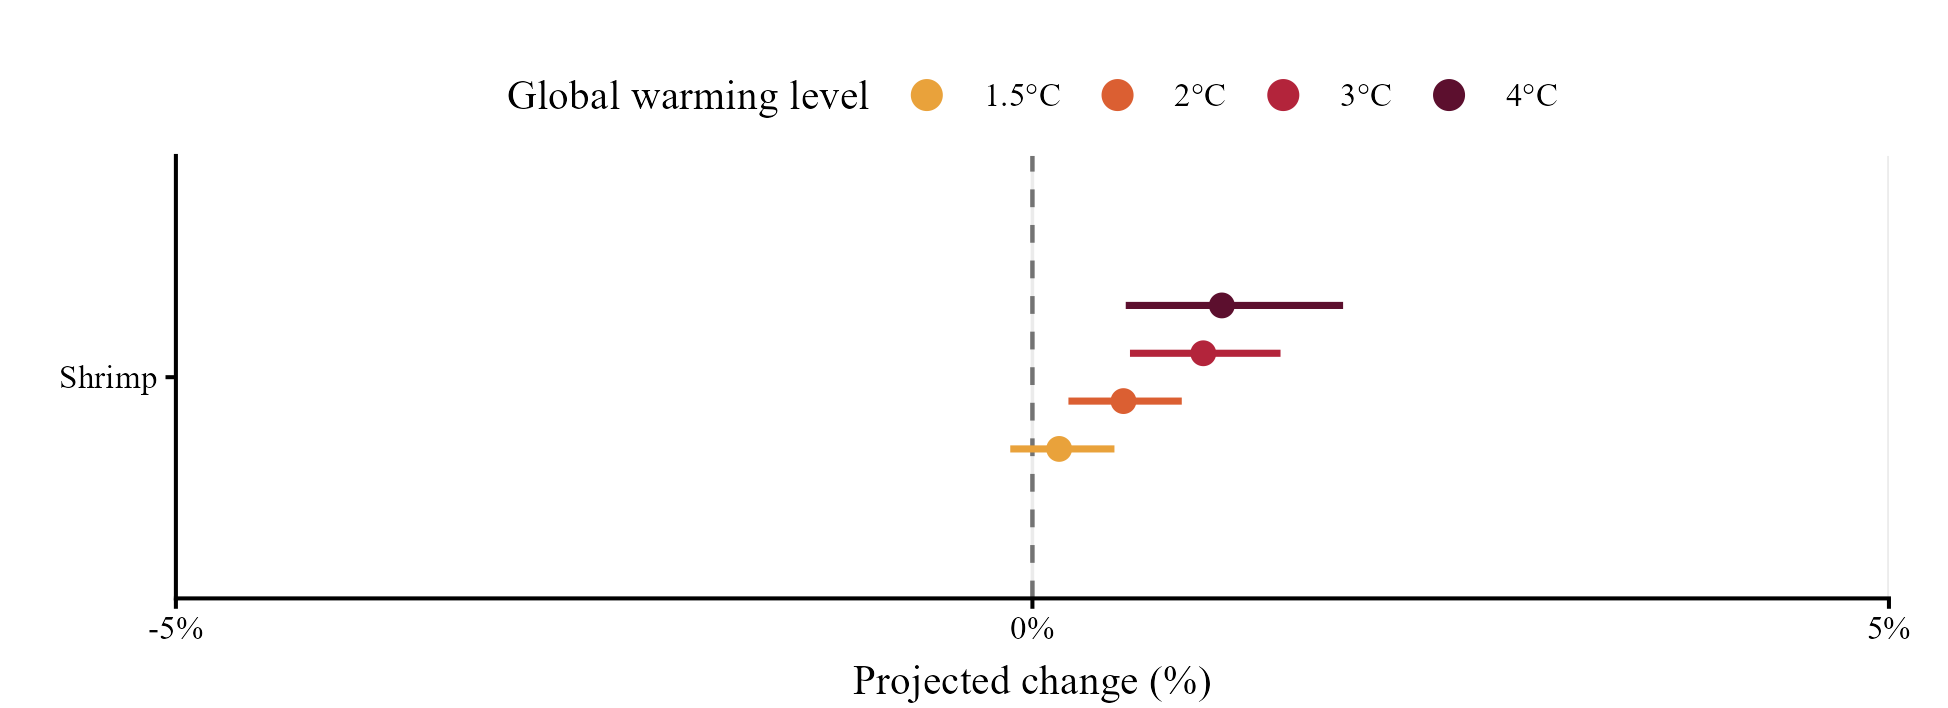 Global warming level 1.5°C 2°C 3°C 4°C
Shrimp
-5% 0% 5%
Projected change (%)